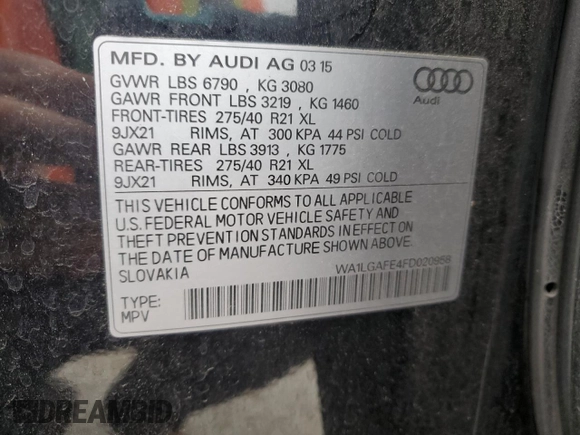 MFD. BY AUDI AG 03 15
GVWR LBS 6790 , KG 3080
GAWR FRONT LBS 3219 , KG 1460
FRONT-TIRES 275/40 R21 XL
9JX21 RIMS, AT 300 KPA 44 PSI COLD
GAWR REAR LBS 3913 , KG 1775
REAR-TIRES 275/40 R21 XL
9JX21 RIMS, AT 340 KPA 49 PSI COLD
Audi
THIS VEHICLE CONFORMS TO ALL APPLICABLE
U.S. FEDERAL MOTOR VEHICLE SAFETY AND
THEFT PREVENTION STANDARDS IN EFFECT ON THE
DATE OF MANUFACTURE SHOWN ABOVE.
SLOVAKIA
WA1LGAFE4FD020958
TYPE:
MPV
IDREAMBID